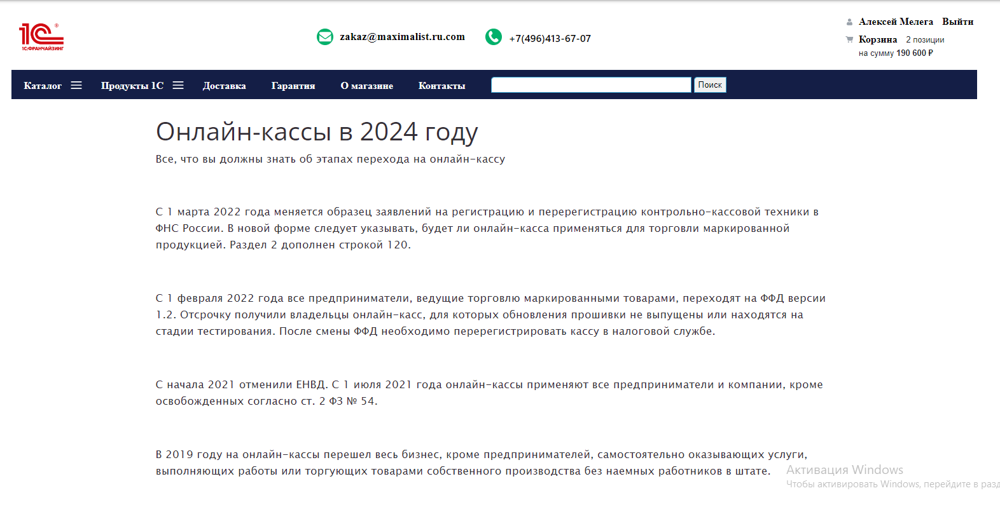 1С®
1С:ФРАНЧАЙЗИНГ
zakaz@maximalist.ru.com
+7(496)413-67-07
Алексей Мелега Выйти
Корзина 2 позиции
на сумму 190 600 ₽
Каталог Продукты 1С Доставка Гарантия О магазине Контакты Поиск
Онлайн-кассы в 2024 году
Все, что вы должны знать об этапах перехода на онлайн-кассу
С 1 марта 2022 года меняется образец заявлений на регистрацию и перерегистрацию контрольно-кассовой техники в
ФНС России. В новой форме следует указывать, будет ли онлайн-касса применяться для торговли маркированной
продукцией. Раздел 2 дополнен строкой 120.
С 1 февраля 2022 года все предприниматели, ведущие торговлю маркированными товарами, переходят на ФФД версии
1.2. Отсрочку получили владельцы онлайн-касс, для которых обновления прошивки не выпущены или находятся на
стадии тестирования. После смены ФФД необходимо перерегистрировать кассу в налоговой службе.
С начала 2021 отменили ЕНВД. С 1 июля 2021 года онлайн-кассы применяют все предприниматели и компании, кроме
освобожденных согласно ст. 2 ФЗ № 54.
В 2019 году на онлайн-кассы перешел весь бизнес, кроме предпринимателей, самостоятельно оказывающих услуги,
выполняющих работы или торгующих товарами собственного производства без наемных работников в штате.
Активация Windows
Чтобы активировать Windows, перейдите в разд